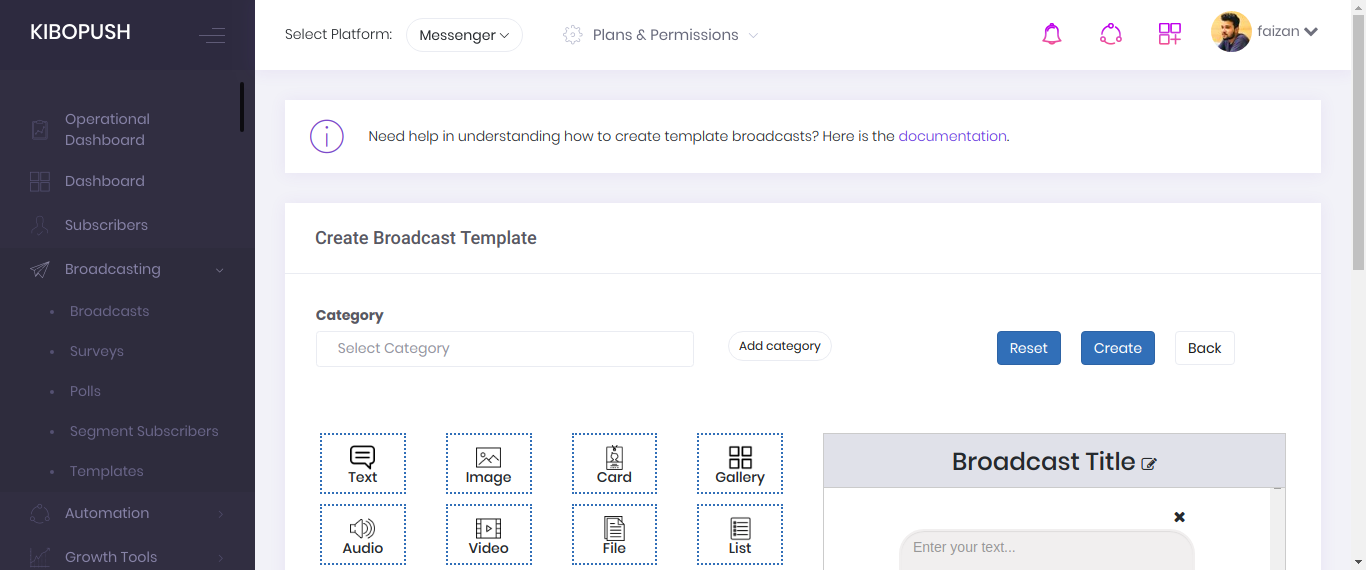 KIBOPUSH
Select Platform: Messenger
Plans & Permissions
faizan
Operational
Dashboard
Dashboard
Subscribers
Broadcasting
Broadcasts
Surveys
Polls
Segment Subscribers
Templates
Automation
Growth Tools
Need help in understanding how to create template broadcasts? Here is the documentation.
Create Broadcast Template
Category
Select Category
Add category
Reset
Create
Back
Text
Image
Card
Gallery
Audio
Video
File
List
Broadcast Title
Enter your text...